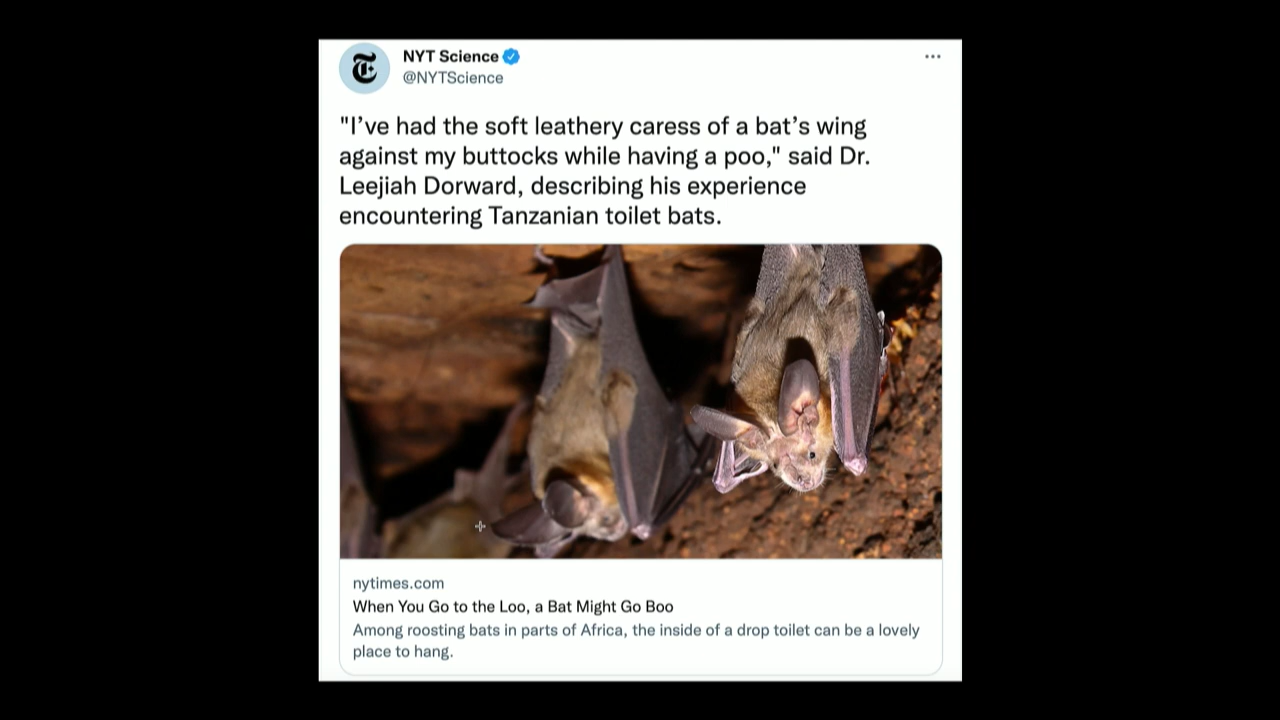 NYT Science
@NYTScience
"I’ve had the soft leathery caress of a bat’s wing
against my buttocks while having a poo," said Dr.
Leejiah Dorward, describing his experience
encountering Tanzanian toilet bats.
nytimes.com
When You Go to the Loo, a Bat Might Go Boo
Among roosting bats in parts of Africa, the inside of a drop toilet can be a lovely
place to hang.